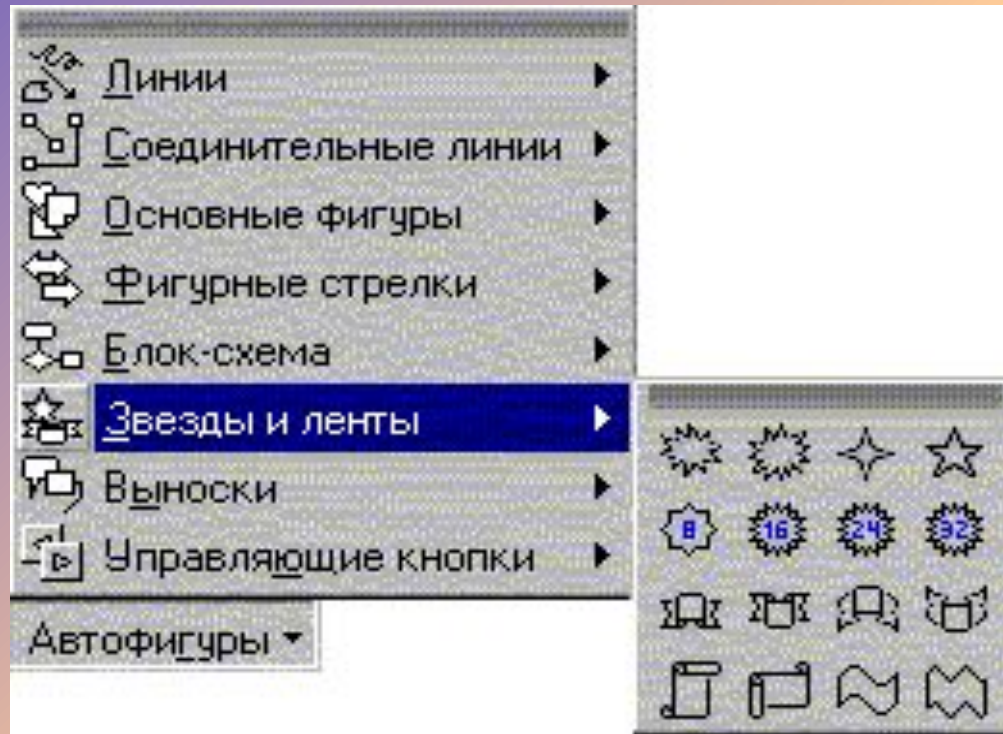 Линии
Соединительные линии
Основные фигуры
Фигурные стрелки
Блок-схема
Звезды и ленты
Выноски
Управляющие кнопки
Автофигуры
8 16 24 32